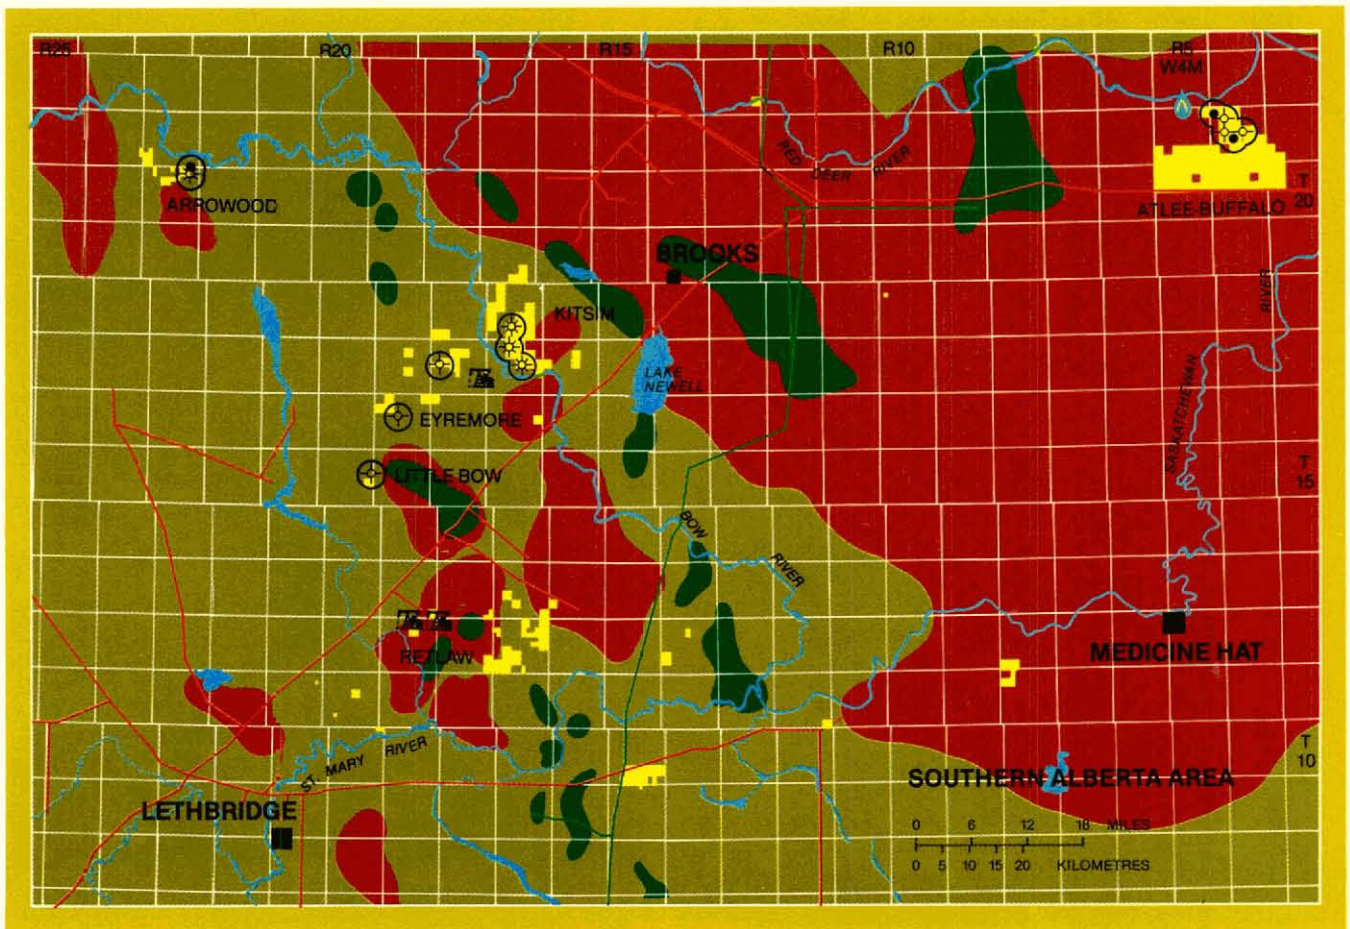 R25
R20
R15
R10
R5
W4M
RED DEER RIVER
ARROWOOD
ATLEE-BUFFALO
T
20
BROOKS
KITSIM
RIVER
LAKE
NEWELL
SASKATCHEWAN
EYREMORE
LITTLE BOW
T
15
BOW
RIVER
RETLAW
MEDICINE HAT
ST. MARY RIVER
T
10
SOUTHERN ALBERTA AREA
LETHBRIDGE
0 6 12 18 MILES
0 5 10 15 20 KILOMETRES